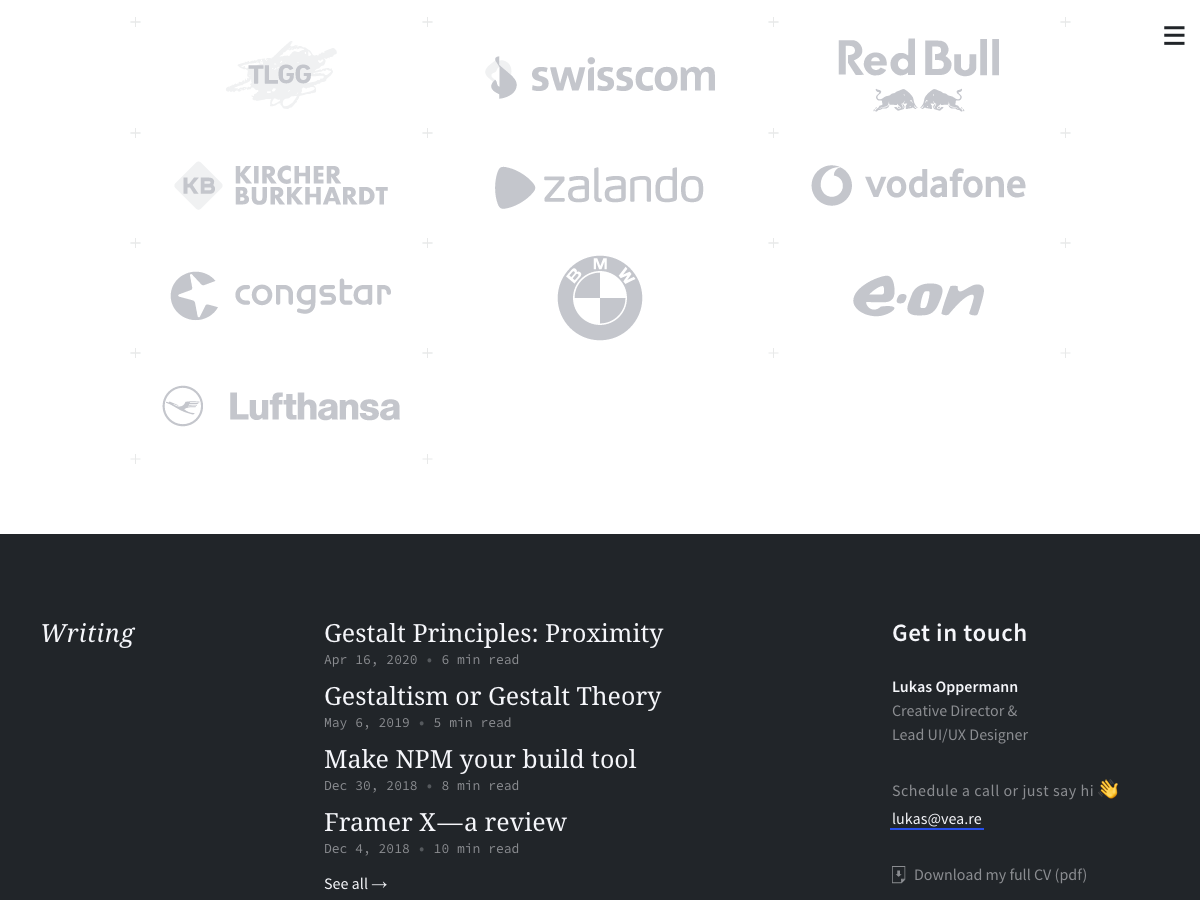 TLGG
swisscom
Red Bull
KB KIRCHER
BURKHARDT
zalando
vodafone
congstar
BMW
e.on
Lufthansa
Writing
Gestalt Principles: Proximity
Apr 16, 2020 • 6 min read
Gestaltism or Gestalt Theory
May 6, 2019 • 5 min read
Make NPM your build tool
Dec 30, 2018 • 8 min read
Framer X—a review
Dec 4, 2018 • 10 min read
See all →
Get in touch
Lukas Oppermann
Creative Director &
Lead UI/UX Designer
Schedule a call or just say hi 👋
lukas@vea.re
Download my full CV (pdf)